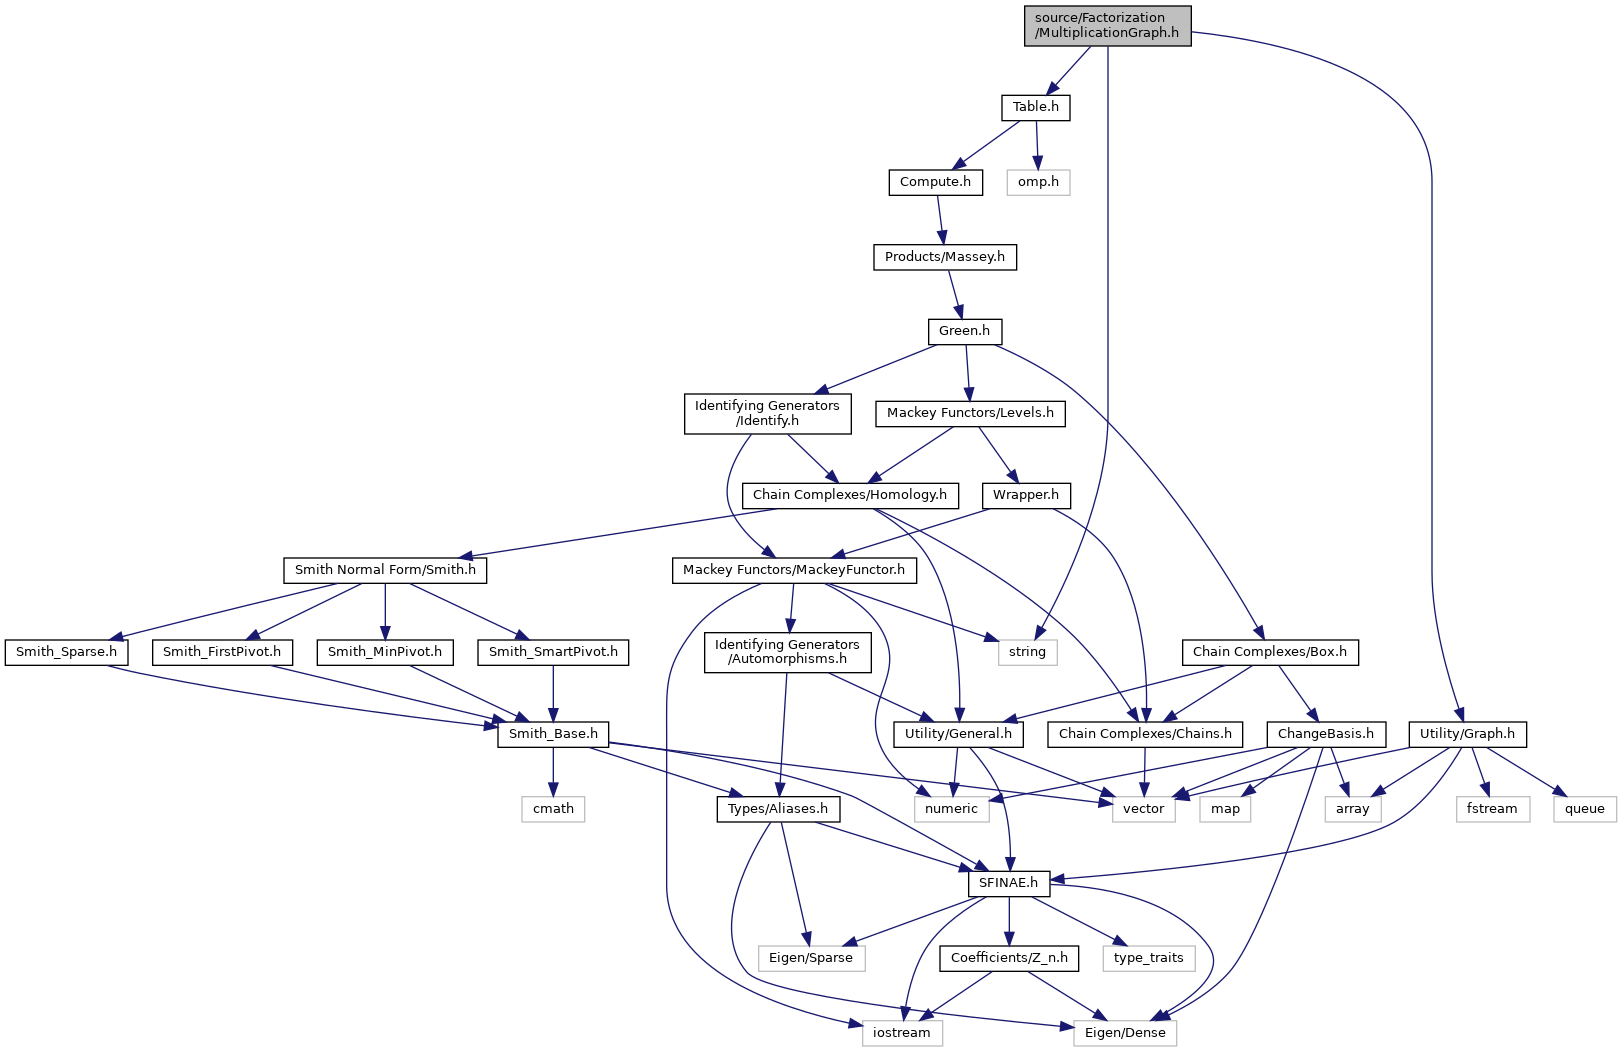 source/Factorization
/MultiplicationGraph.h
Table.h
Compute.h
omp.h
Products/Massey.h
Green.h
Identifying Generators
/Identify.h
Mackey Functors/Levels.h
Chain Complexes/Homology.h
Wrapper.h
Smith Normal Form/Smith.h
Mackey Functors/MackeyFunctor.h
Smith_Sparse.h
Smith_FirstPivot.h
Smith_MinPivot.h
Smith_SmartPivot.h
Identifying Generators
/Automorphisms.h
string
Chain Complexes/Box.h
Smith_Base.h
Utility/General.h
Chain Complexes/Chains.h
ChangeBasis.h
Utility/Graph.h
cmath
Types/Aliases.h
numeric
vector
map
array
fstream
queue
SFINAE.h
Eigen/Sparse
Coefficients/Z_n.h
type_traits
iostream
Eigen/Dense